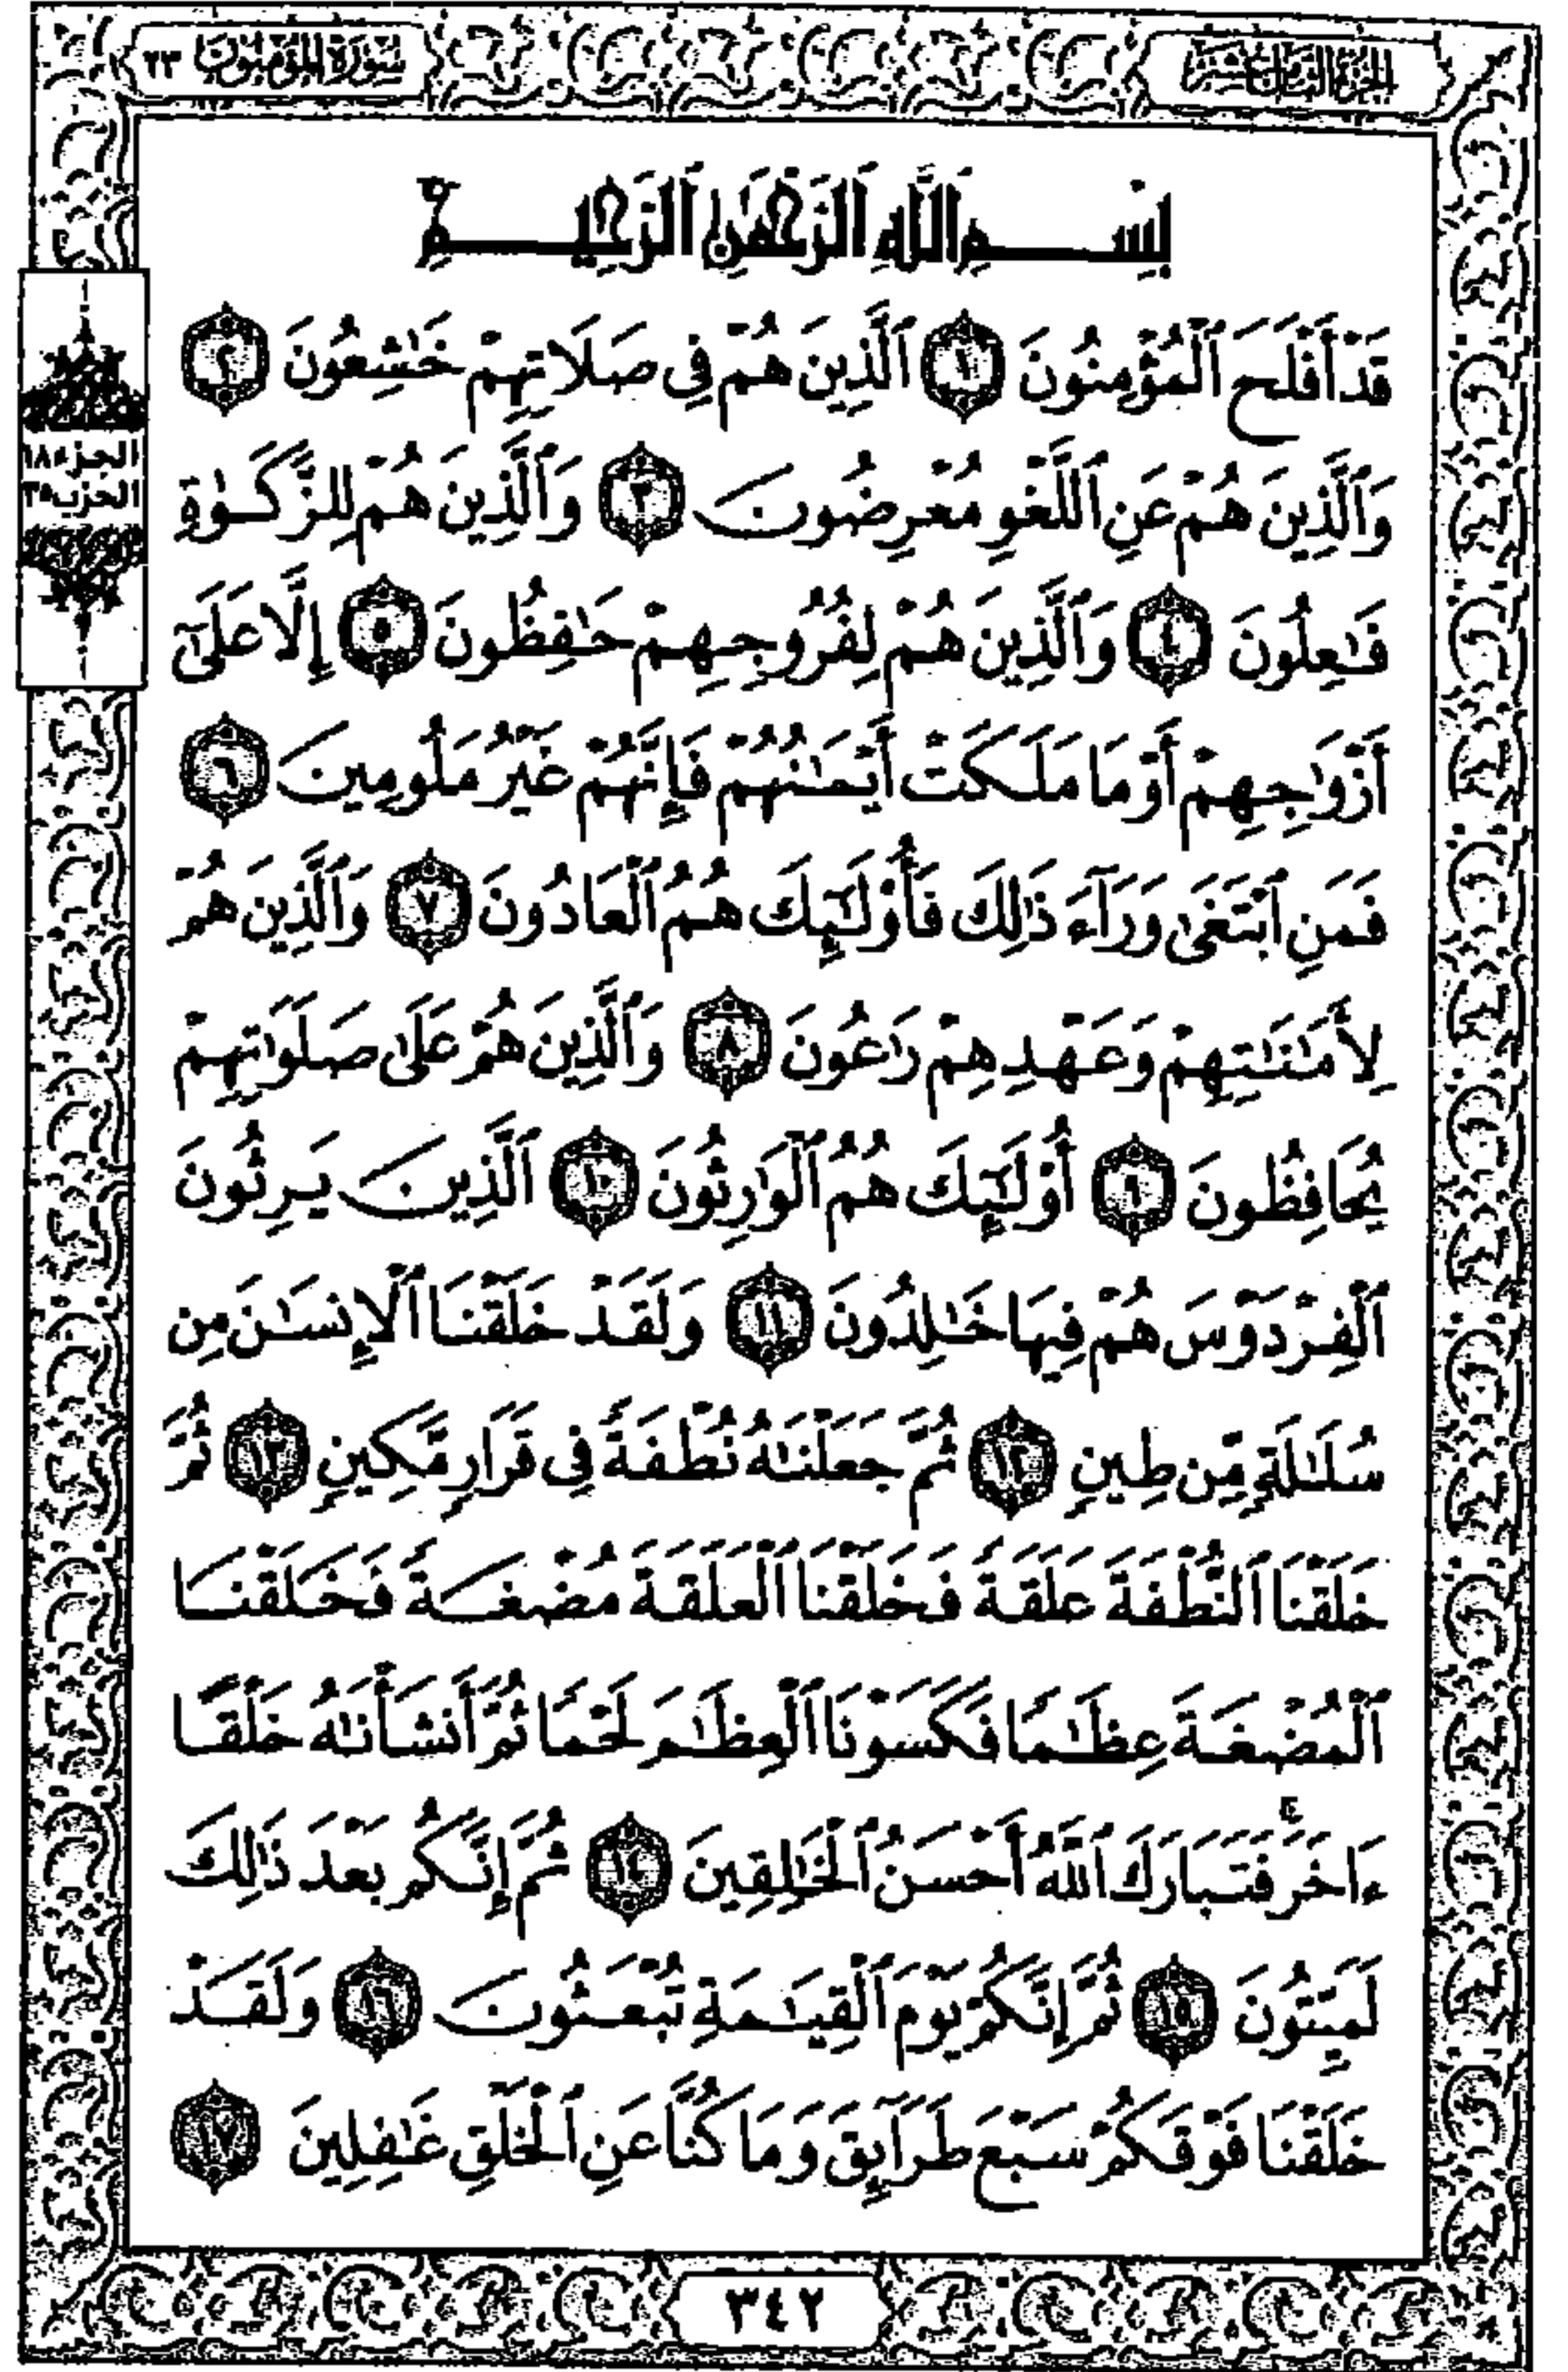 الجزء الثامن عشر
سورة المؤمنون ٢٣
بِسْمِ ٱللَّهِ ٱلرَّحْمَٰنِ ٱلرَّحِيمِ
قَدْ أَفْلَحَ ٱلْمُؤْمِنُونَ ١ ٱلَّذِينَ هُمْ فِي صَلَاتِهِمْ خَٰشِعُونَ ٢
وَٱلَّذِينَ هُمْ عَنِ ٱللَّغْوِ مُعْرِضُونَ ٣ وَٱلَّذِينَ هُمْ لِلزَّكَوٰةِ
فَٰعِلُونَ ٤ وَٱلَّذِينَ هُمْ لِفُرُوجِهِمْ حَٰفِظُونَ ٥ إِلَّا عَلَىٰٓ
أَزْوَٰجِهِمْ أَوْ مَا مَلَكَتْ أَيْمَٰنُهُمْ فَإِنَّهُمْ غَيْرُ مَلُومِينَ ٦
فَمَنِ ٱبْتَغَىٰ وَرَآءَ ذَٰلِكَ فَأُو۟لَٰٓئِكَ هُمُ ٱلْعَادُونَ ٧ وَٱلَّذِينَ هُمْ
لِأَمَٰنَٰتِهِمْ وَعَهْدِهِمْ رَٰعُونَ ٨ وَٱلَّذِينَ هُمْ عَلَىٰ صَلَوَٰتِهِمْ
يُحَافِظُونَ ٩ أُو۟لَٰٓئِكَ هُمُ ٱلْوَٰرِثُونَ ١٠ ٱلَّذِينَ يَرِثُونَ
ٱلْفِرْدَوْسَ هُمْ فِيهَا خَٰلِدُونَ ١١ وَلَقَدْ خَلَقْنَا ٱلْإِنسَٰنَ مِن
سُلَٰلَةٍ مِّن طِينٍ ١٢ ثُمَّ جَعَلْنَٰهُ نُطْفَةً فِي قَرَارٍ مَّكِينٍ ١٣ ثُمَّ
خَلَقْنَا ٱلنُّطْفَةَ عَلَقَةً فَخَلَقْنَا ٱلْعَلَقَةَ مُضْغَةً فَخَلَقْنَا
ٱلْمُضْغَةَ عِظَٰمًا فَكَسَوْنَا ٱلْعِظَٰمَ لَحْمًا ثُمَّ أَنشَأْنَٰهُ خَلْقًا
ءَاخَرَ ۚ فَتَبَارَكَ ٱللَّهُ أَحْسَنُ ٱلْخَٰلِقِينَ ١٤ ثُمَّ إِنَّكُم بَعْدَ ذَٰلِكَ
لَمَيِّتُونَ ١٥ ثُمَّ إِنَّكُمْ يَوْمَ ٱلْقِيَٰمَةِ تُبْعَثُونَ ١٦ وَلَقَدْ
خَلَقْنَا فَوْقَكُمْ سَبْعَ طَرَآئِقَ وَمَا كُنَّا عَنِ ٱلْخَلْقِ غَٰفِلِينَ ١٧
الجزء ١٨
الحزب ٣٥
٣٤٢